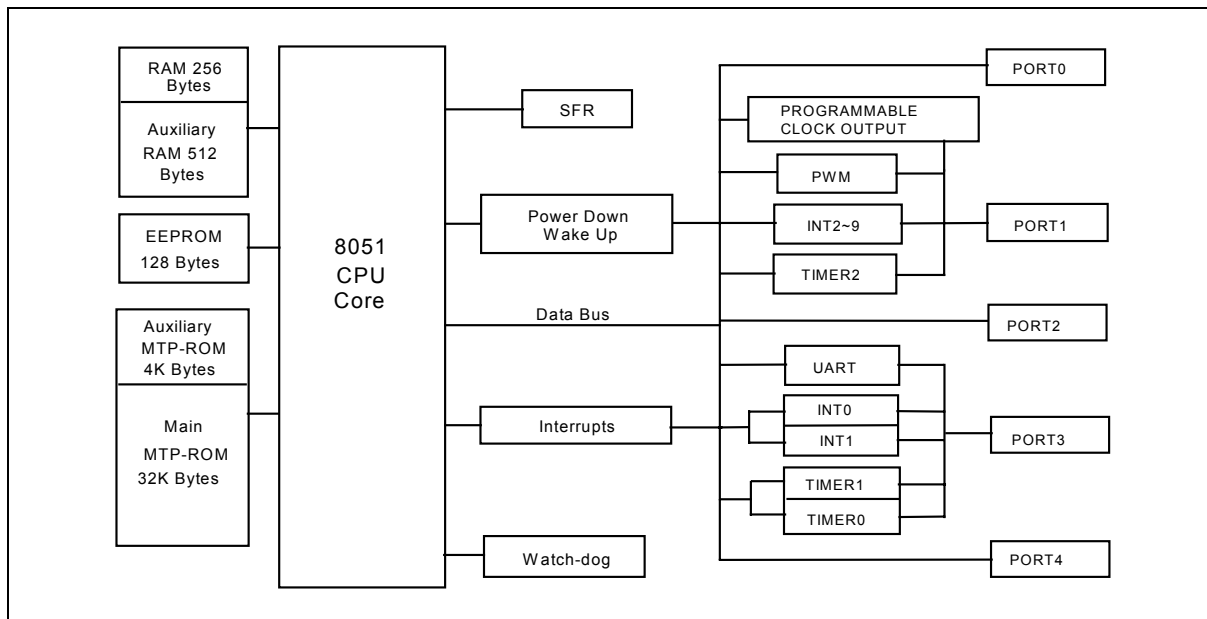 RAM 256
Bytes
Auxiliary
RAM 512
Bytes
EEPROM
128 Bytes
Auxiliary
MTP-ROM
4K Bytes
Main
MTP-ROM
32K Bytes
8051
CPU
Core
SFR
Power Down
Wake Up
Data Bus
Interrupts
Watch-dog
PROGRAMMABLE
CLOCK OUTPUT
PWM
INT2~9
TIMER2
UART
INT0
INT1
TIMER1
TIMER0
PORT0
PORT1
PORT2
PORT3
PORT4